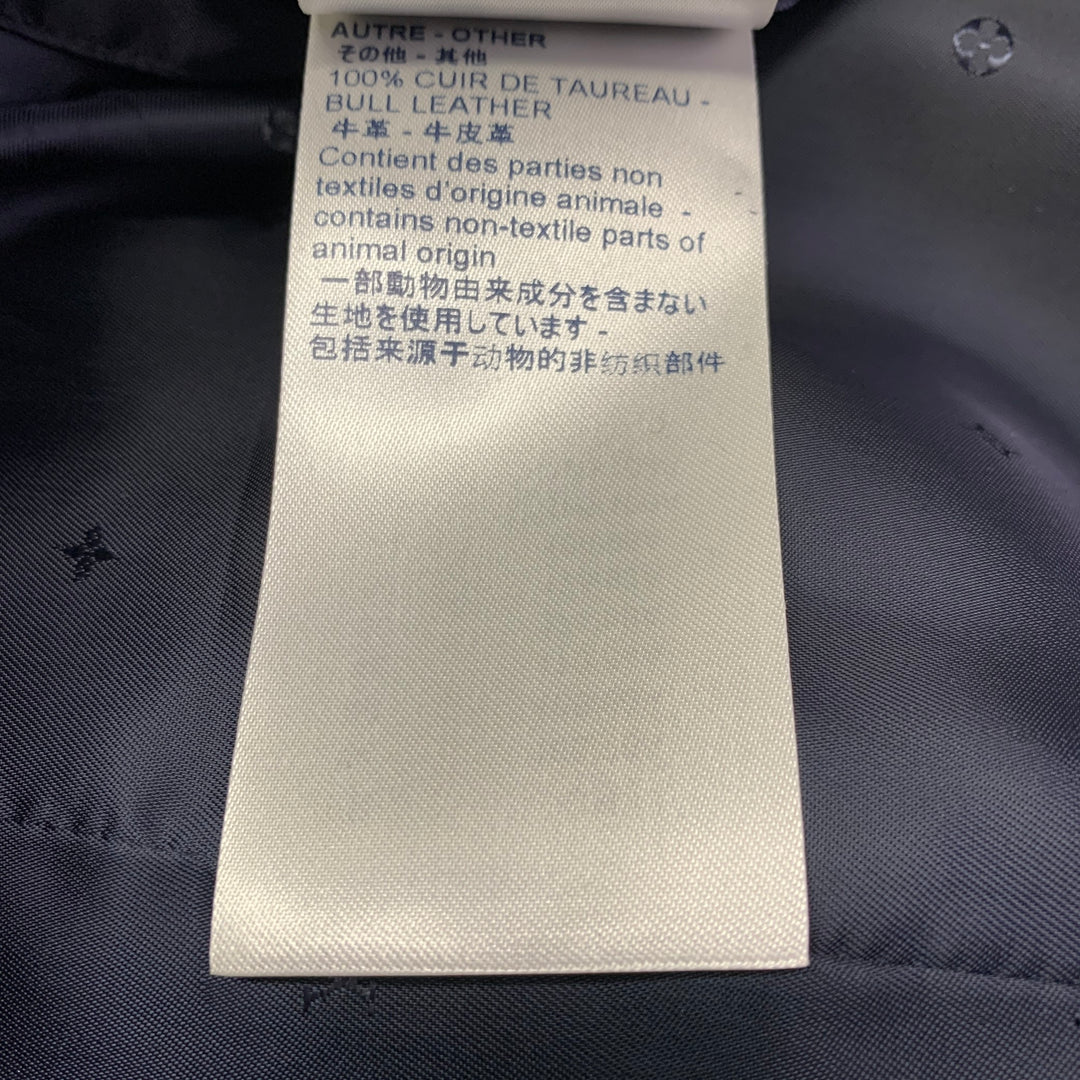 AUTRE - OTHER
その他 - 其他
100% CUIR DE TAUREAU -
BULL LEATHER
牛革 - 牛皮革
Contient des parties non
textiles d'origine animale -
contains non-textile parts of
animal origin
一部動物由来成分を含まない
生地を使用しています -
包括来源于动物的非纺织部件